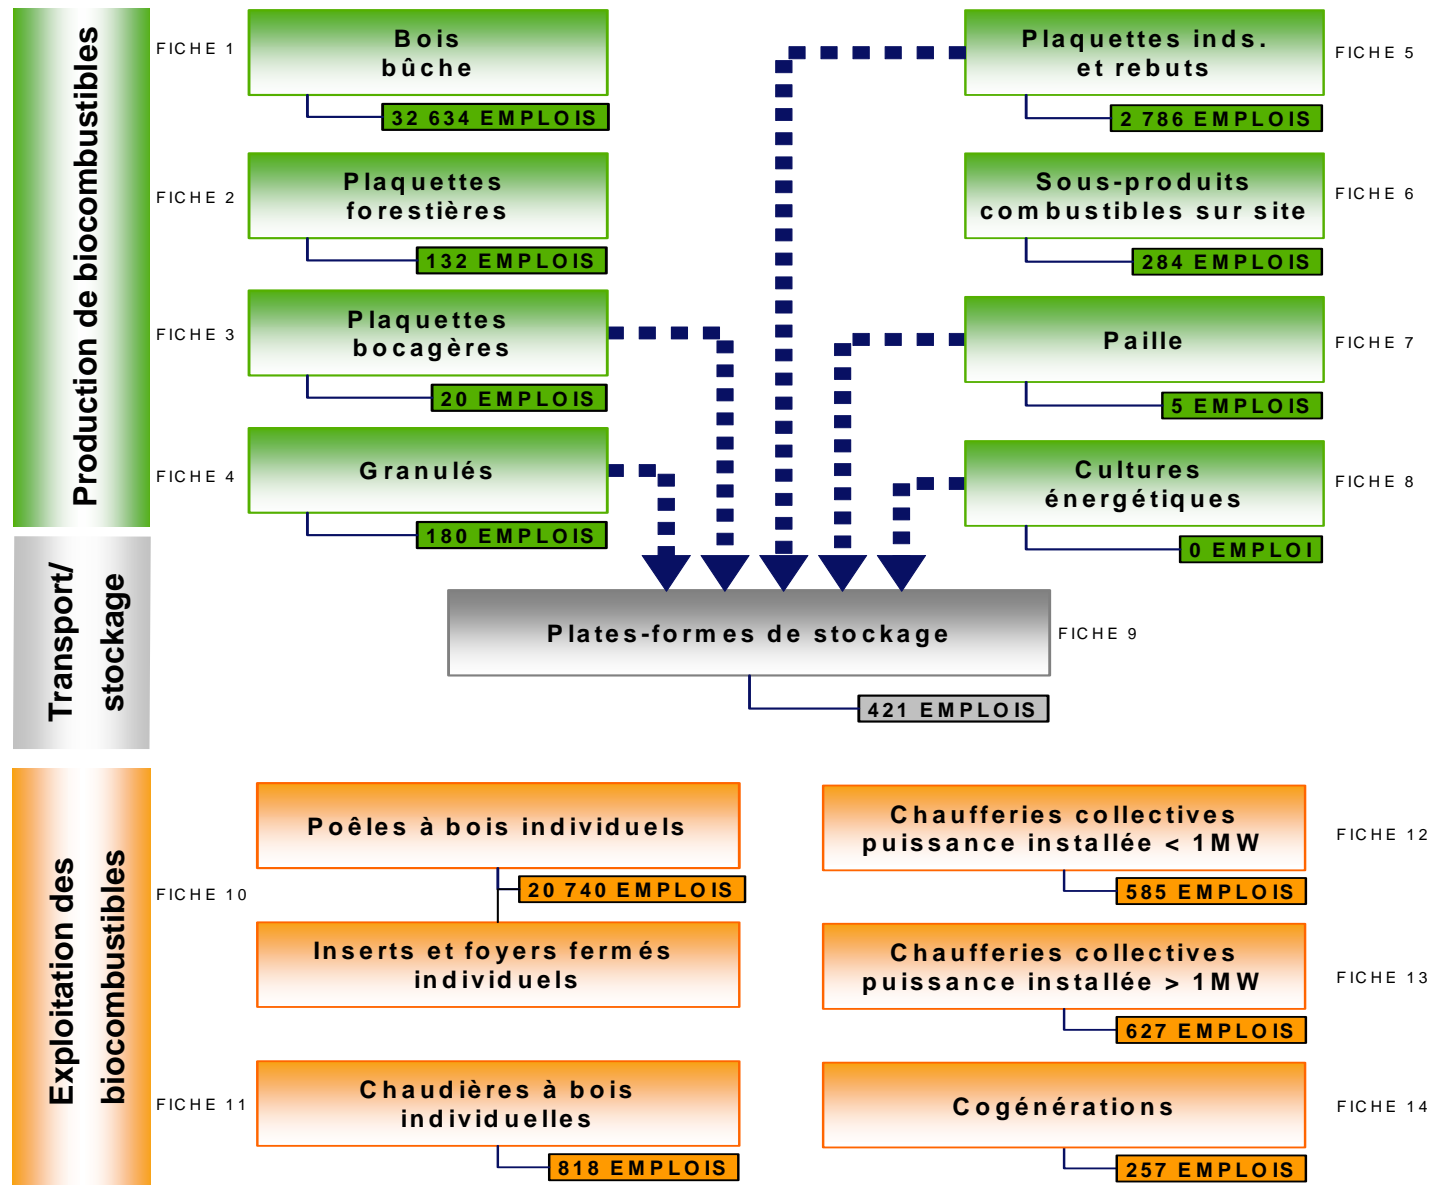 Production de biocombustibles
FICHE 1
Bois
bûche
32 634 EMPLOIS
FICHE 2
Plaquettes
forestières
132 EMPLOIS
FICHE 3
Plaquettes
bocagères
20 EMPLOIS
FICHE 4
Granulés
180 EMPLOIS
Plaquettes inds.
et rebuts
FICHE 5
2 786 EMPLOIS
Sous-produits
combustibles sur site
FICHE 6
284 EMPLOIS
Paille
FICHE 7
5 EMPLOIS
Cultures
énergétiques
FICHE 8
0 EMPLOI
Transport/
stockage
Plates-formes de stockage
FICHE 9
421 EMPLOIS
Exploitation des
biocombustibles
Poêles à bois individuels
20 740 EMPLOIS
FICHE 10
Inserts et foyers fermés
individuels
FICHE 11
Chaudières à bois
individuelles
818 EMPLOIS
Chaufferies collectives
puissance installée < 1MW
FICHE 12
585 EMPLOIS
Chaufferies collectives
puissance installée > 1MW
FICHE 13
627 EMPLOIS
Cogénérations
FICHE 14
257 EMPLOIS